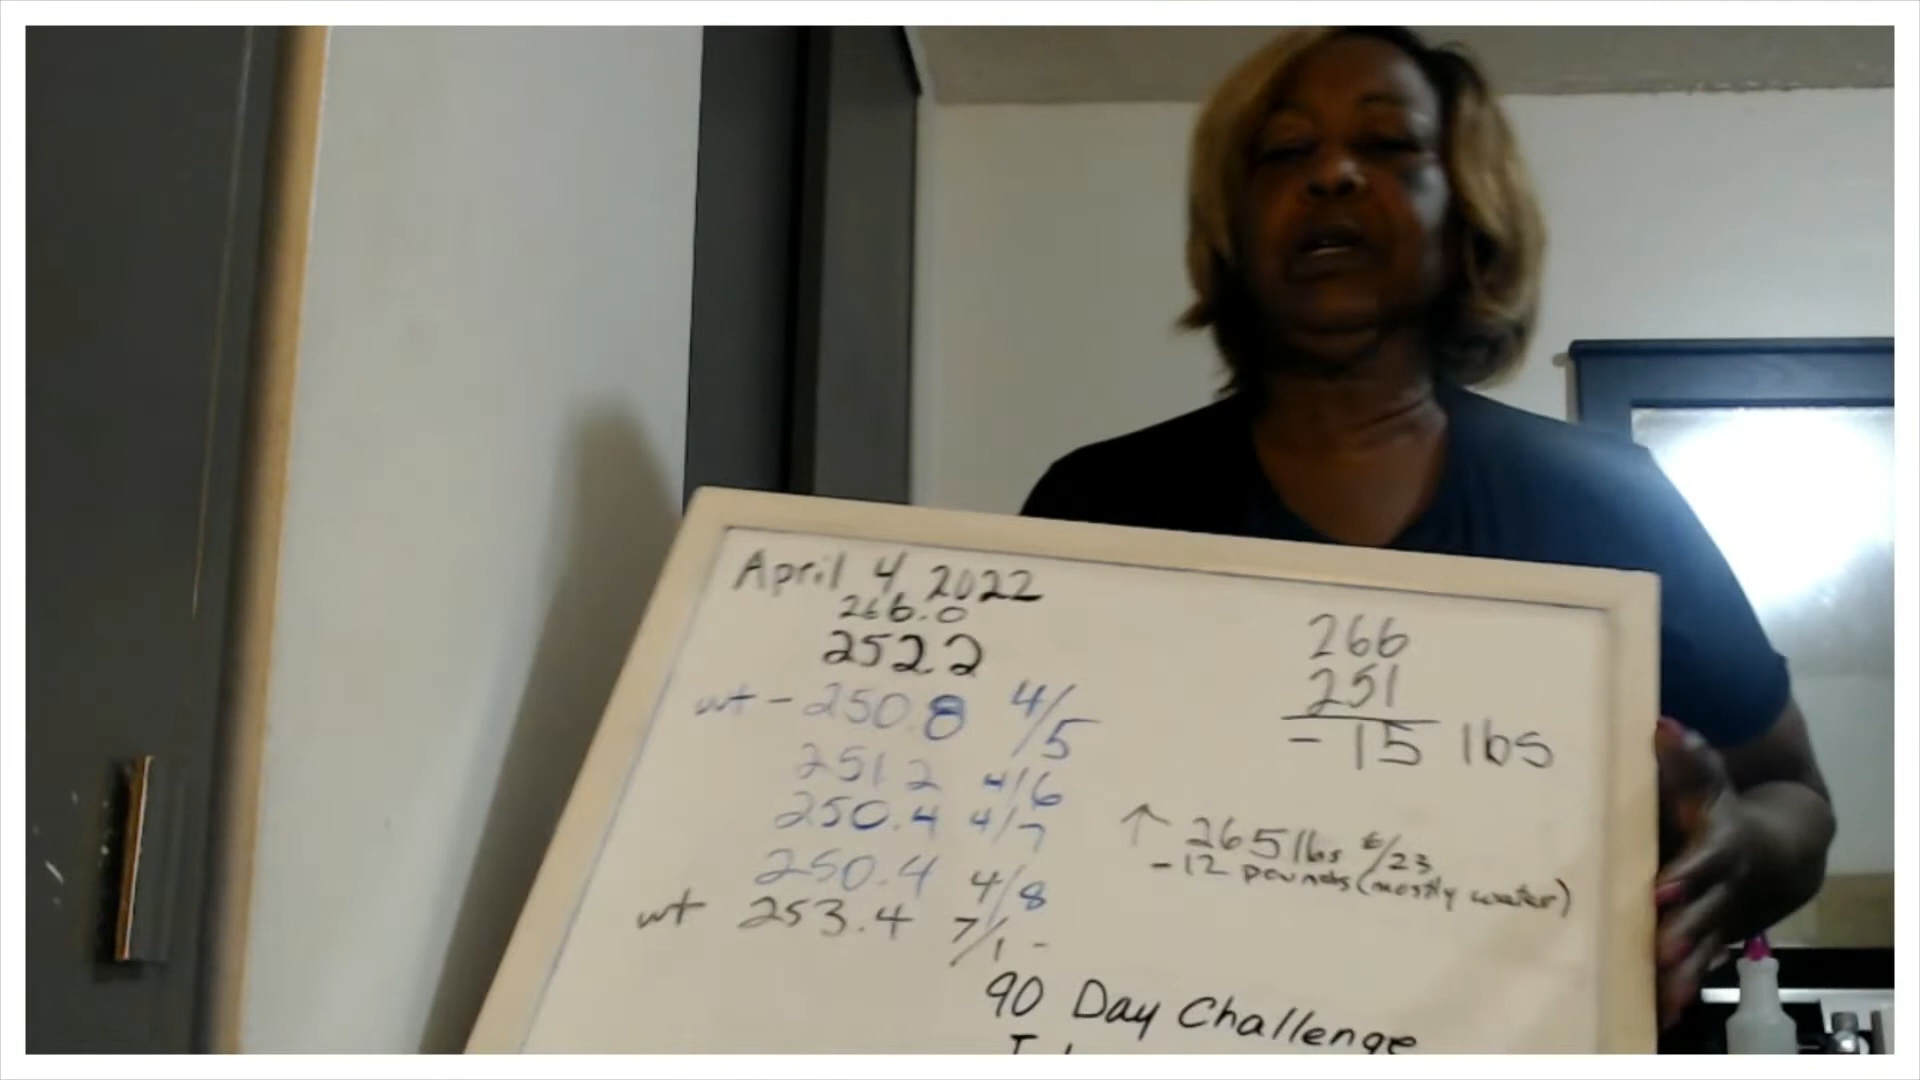 April 4, 2022
266.0
252 2
wt - 250.8 4/5
251 2 4/6
250.4 4/7
250.4 4/8
wt 253.4 7/1 -
266
251
- 15 lbs
↑ 265 lbs 6/23
- 12 pounds (mostly water)
90 Day Challenge